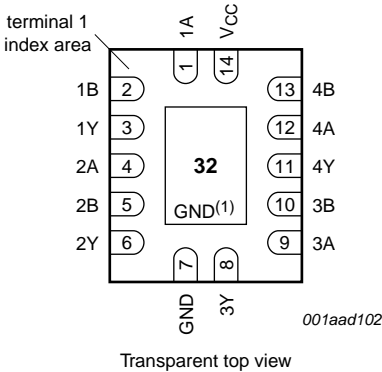 terminal 1
index area
1A
VCC
1
14
1B 2
13 4B
1Y 3
12 4A
2A 4
32
11 4Y
2B 5
GND(1)
10 3B
2Y 6
9 3A
7
8
GND
3Y
001aad102
Transparent top view